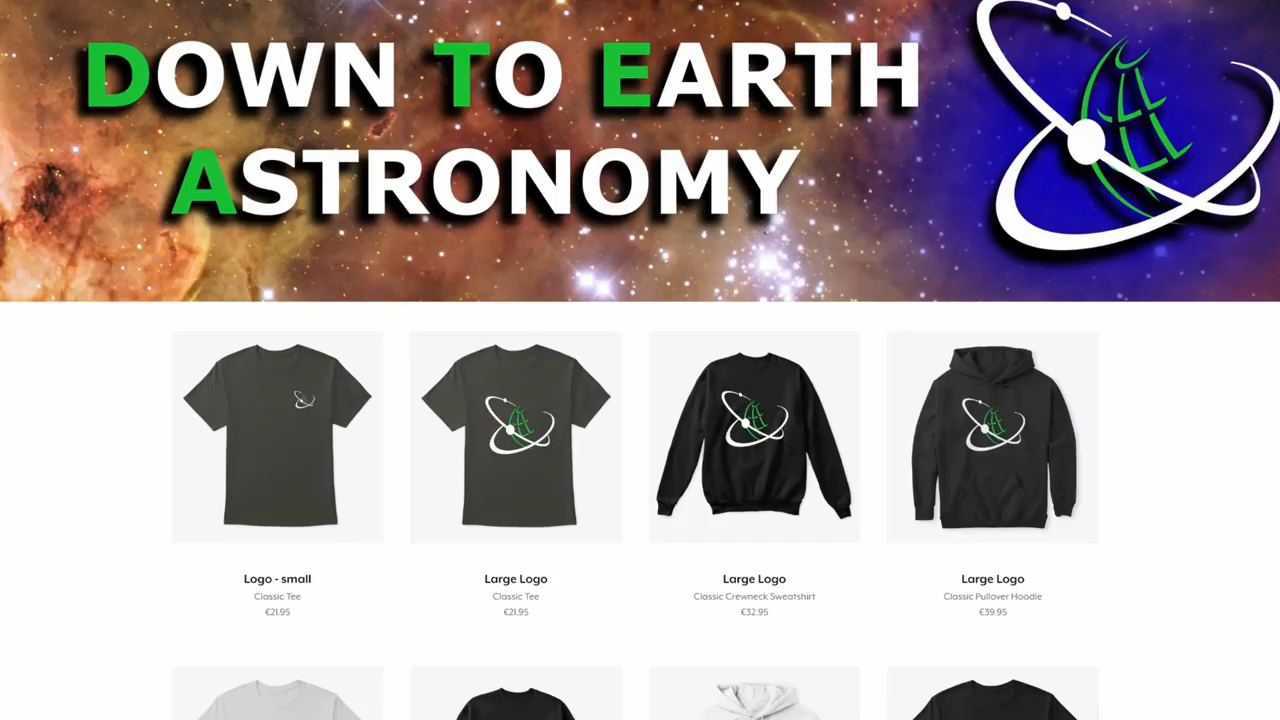 DOWN TO EARTH
ASTRONOMY
Logo - small
Classic Tee
€21.95
Large Logo
Classic Tee
€21.95
Large Logo
Classic Crewneck Sweatshirt
€32.95
Large Logo
Classic Pullover Hoodie
€39.95